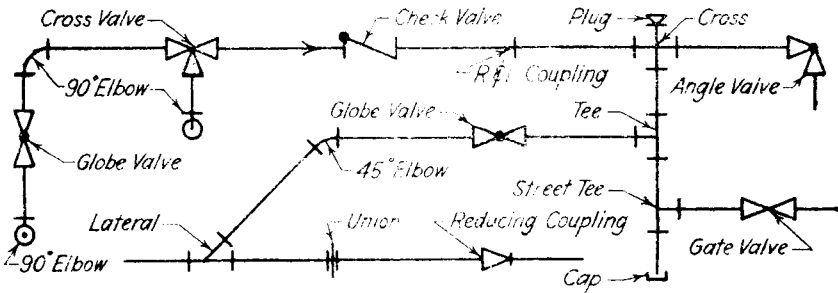 Cross Valve
Check Valve
Plug
Cross
90° Elbow
R&L Coupling
Angle Valve
Globe Valve
Tee
Globe Valve
45° Elbow
Street Tee
Lateral
Union
Reducing Coupling
Gate Valve
90° Elbow
Cap